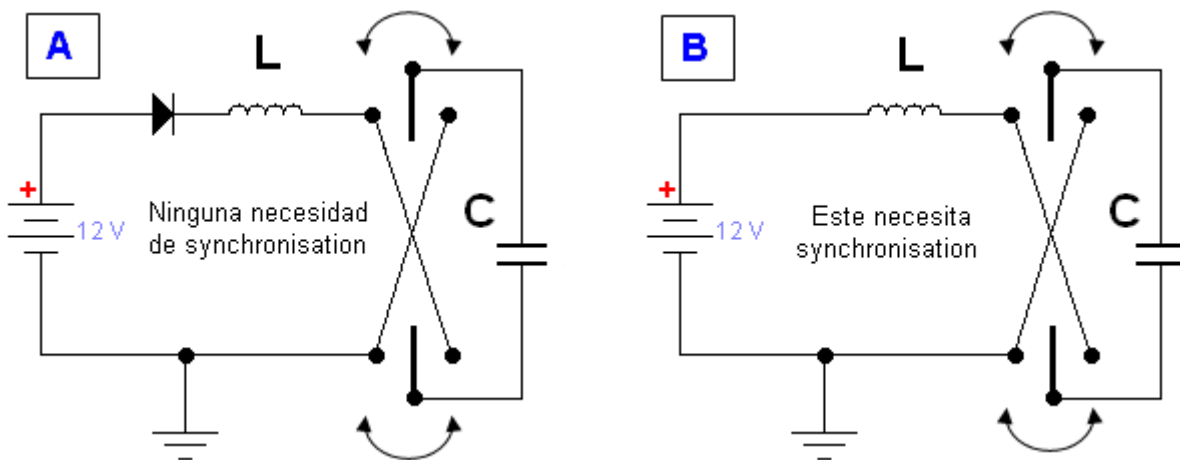 A
L
+
12 V
Ninguna necesidad
de synchronisation
C
B
L
+
12 V
Este necesita
synchronisation
C